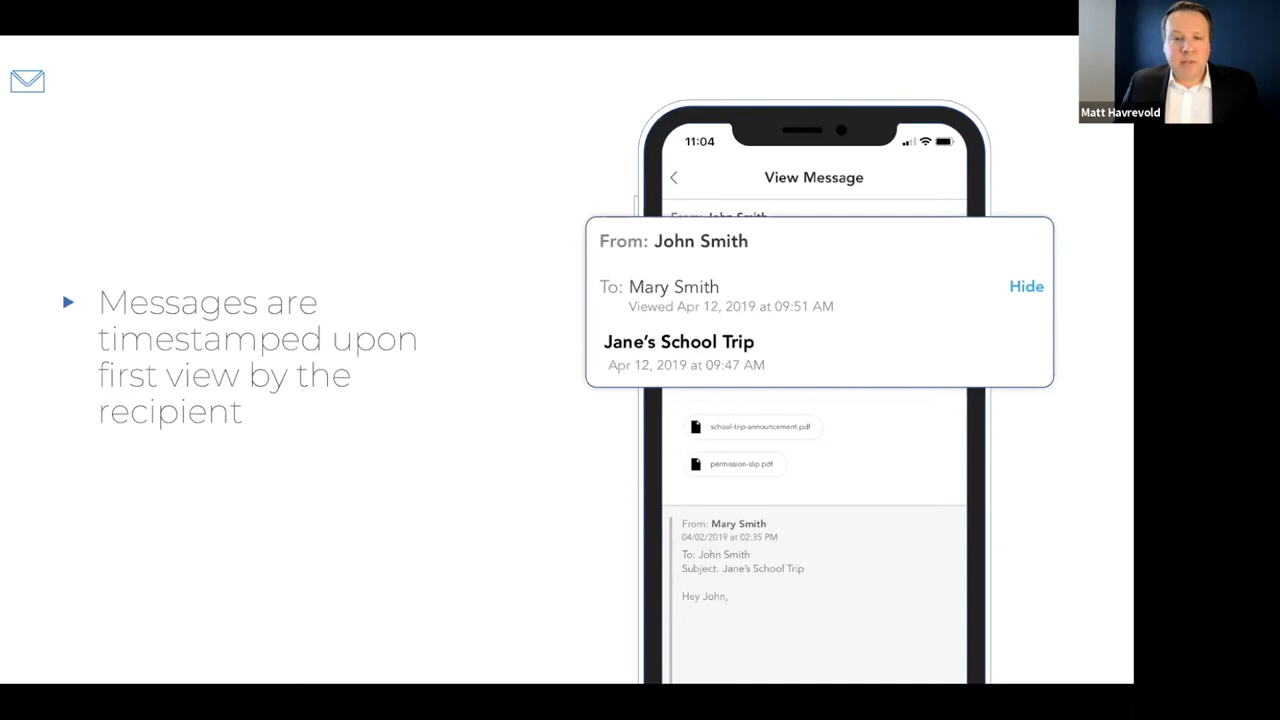 Matt Havrevold
Messages are
timestamped upon
first view by the
recipient
11:04
View Message
From: John Smith
From: John Smith
To: Mary Smith
Hide
Viewed Apr 12, 2019 at 09:51 AM
Jane's School Trip
Apr 12, 2019 at 09:47 AM
school-trip-announcement.pdf
permission-slip.pdf
From: Mary Smith
04/02/2019 at 02:35 PM
To: John Smith
Subject: Jane's School Trip
Hey John,